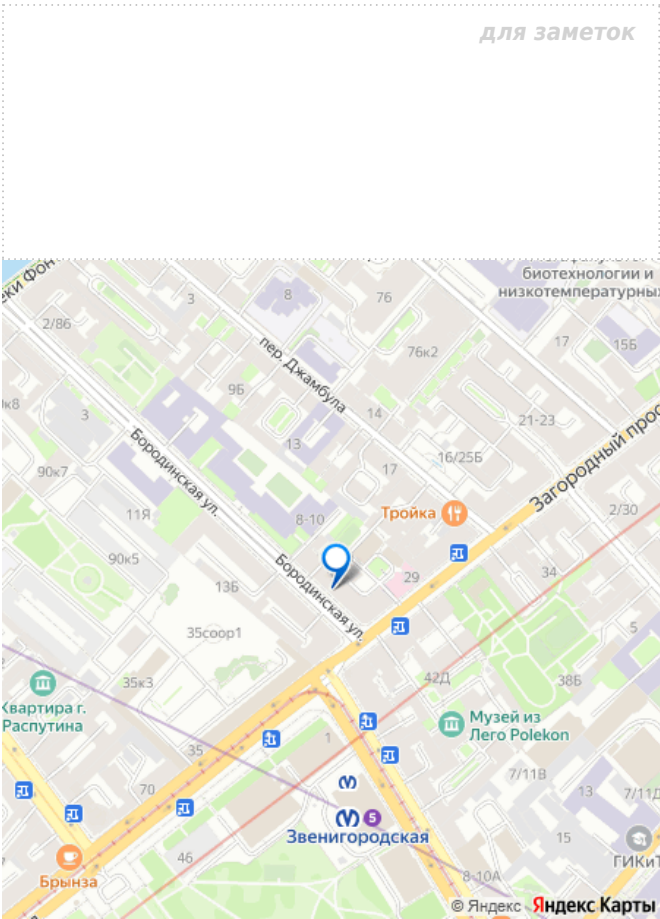 для заметок
биотехнологии и
низкотемпературных
3
8
76
2/86
17
15Б
пер. Джамбула
76к2
9Б
14
3
13
21-23
Бородинская ул.
16/25Б
90к7
17
Загородный прос
Тройка
2/30
11Я
8-10
90к5
Бородинская ул.
29
34
13Б
35соор1
5
35к3
42Д
38Б
Квартира г.
Распутина
Музей из
Лего Polekon
35
1
70
7/11В
13
7/11Д
5
Звенигородская
15
46
ГИКиТ
Брынза
8-10А
© Яндекс Яндекс Карты